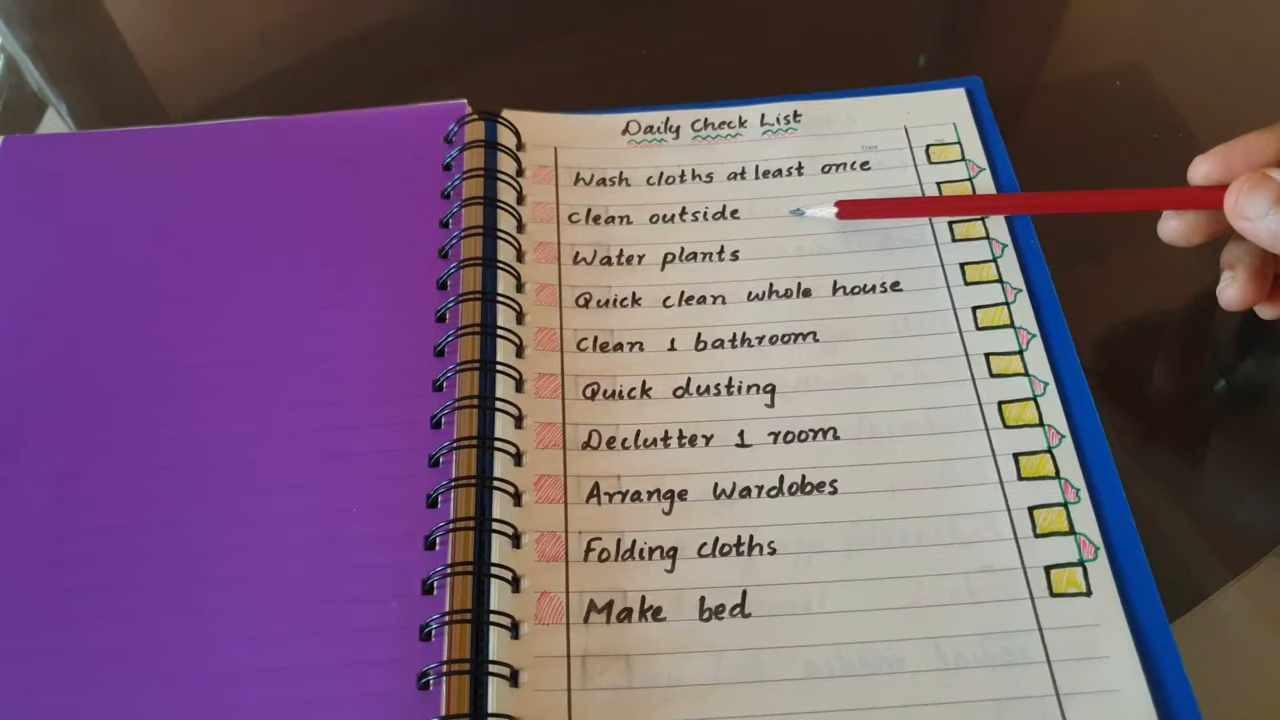 Daily Check List
Date
Wash cloths at least once
Clean outside
Water plants
Quick clean whole house
Clean 1 bathroom
Quick dusting
Declutter 1 room
Arrange Wardobes
Folding cloths
Make bed